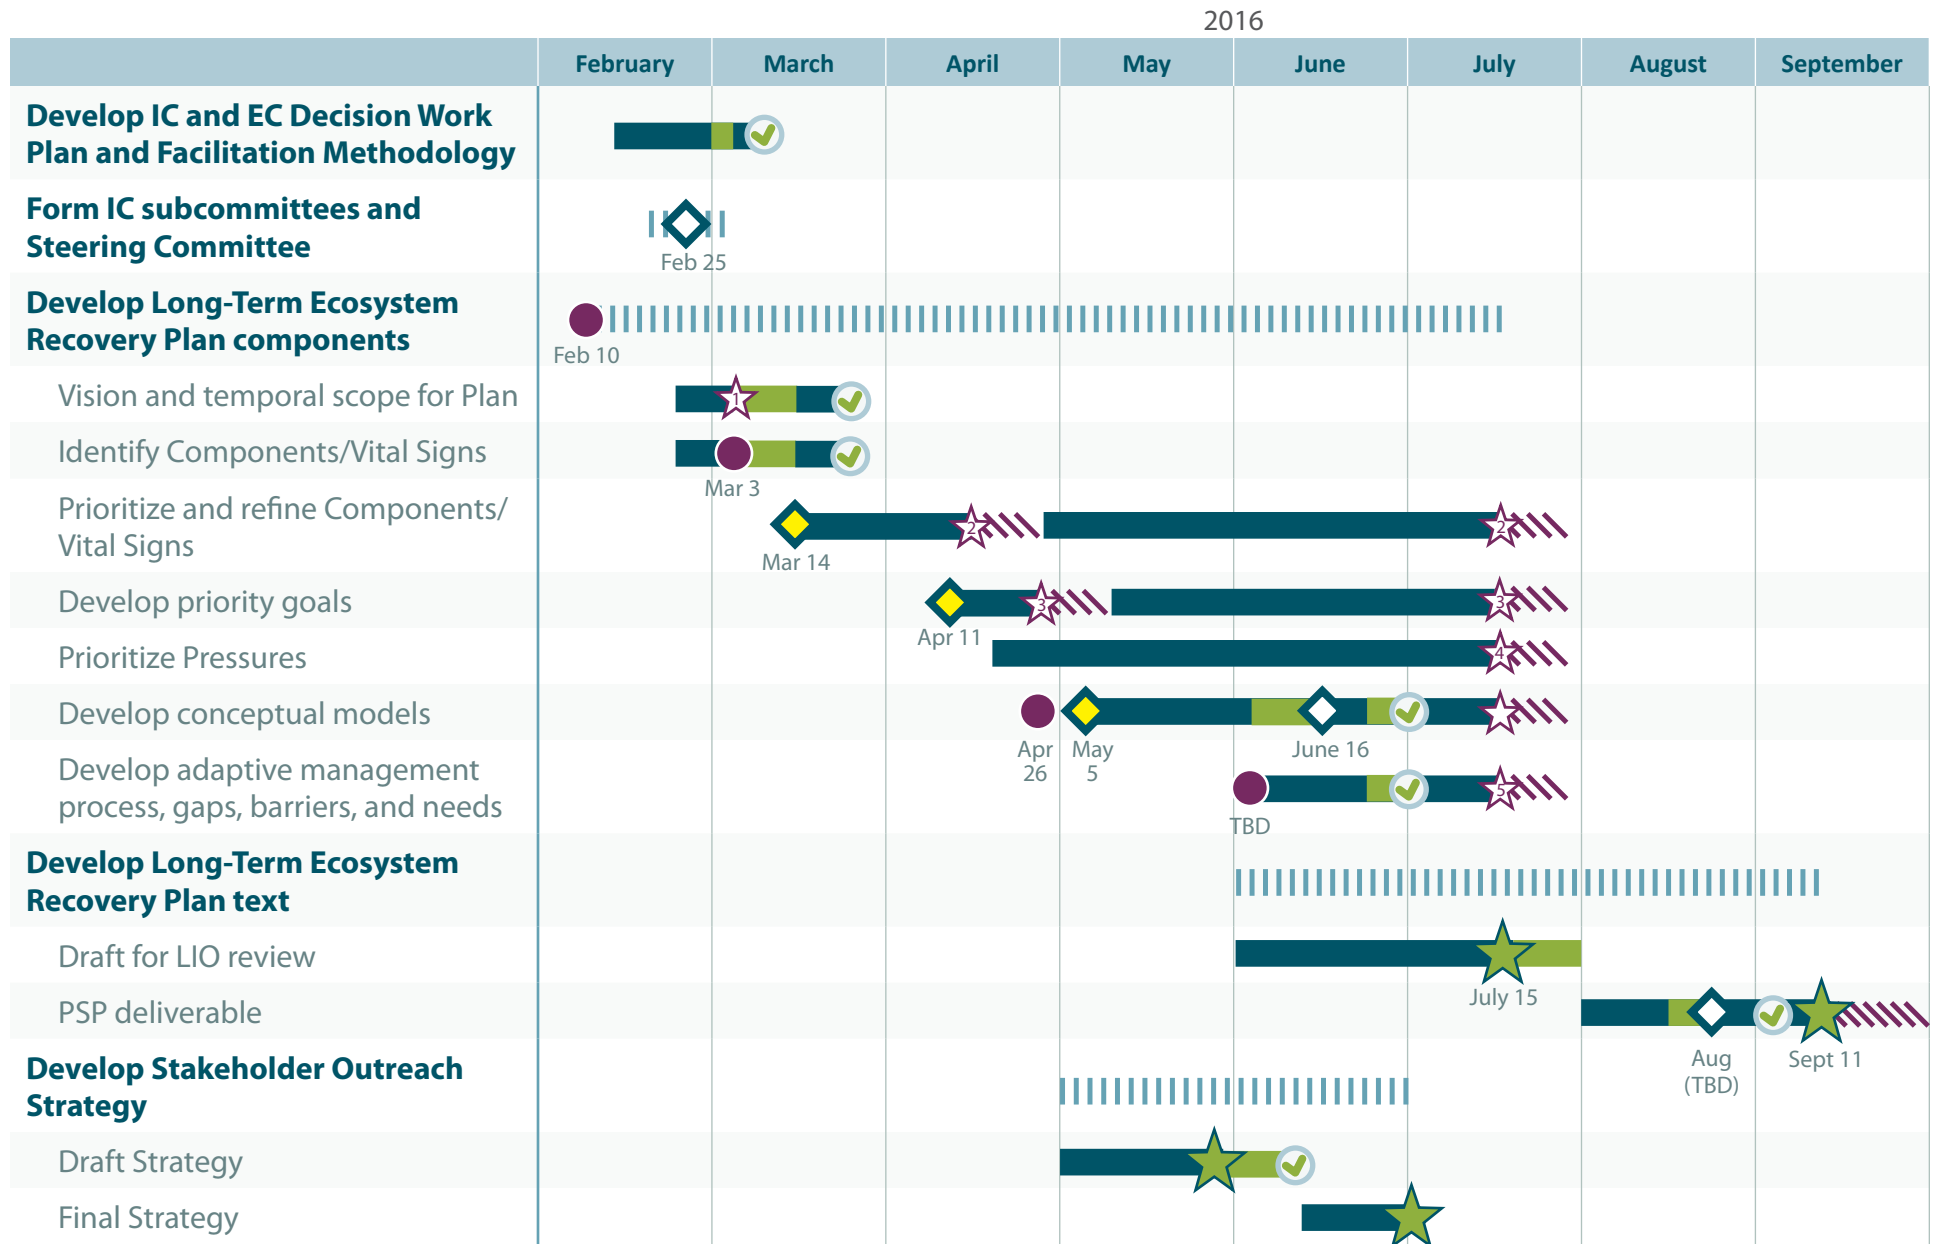 2016
February March April May June July August September
Develop IC and EC Decision Work
Plan and Facilitation Methodology
Form IC subcommittees and
Steering Committee
Feb 25
Develop Long-Term Ecosystem
Recovery Plan components
Feb 10
Vision and temporal scope for Plan
1
Identify Components/Vital Signs
Mar 3
Prioritize and refine Components/
Vital Signs
2 2
Mar 14
Develop priority goals
3 3
Apr 11
Prioritize Pressures
4
Develop conceptual models
Apr
26
May
5
June 16
Develop adaptive management
process, gaps, barriers, and needs
5
TBD
Develop Long-Term Ecosystem
Recovery Plan text
Draft for LIO review
July 15
PSP deliverable
Aug
(TBD)
Sept 11
Develop Stakeholder Outreach
Strategy
Draft Strategy
Final Strategy